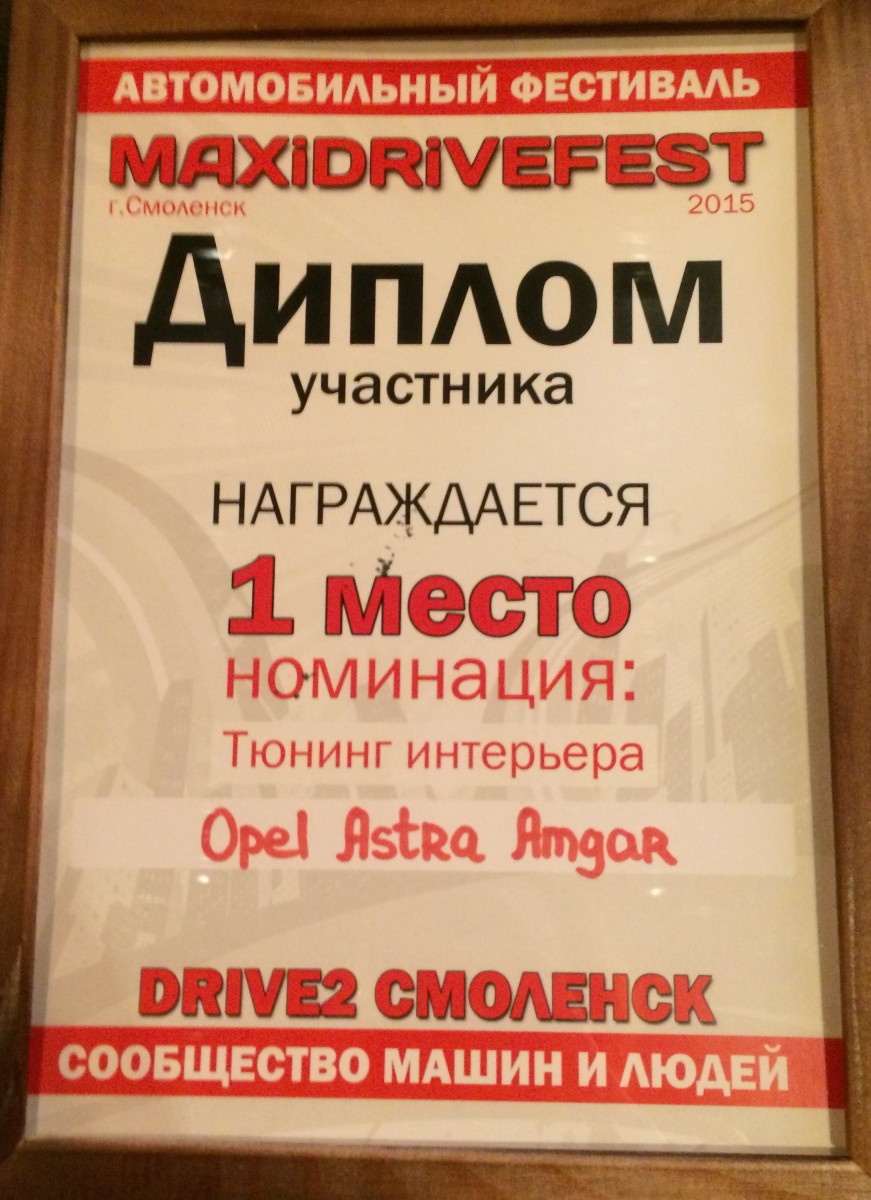 АВТОМОБИЛЬНЫЙ ФЕСТИВАЛЬ
MAXiDRiVEFEST
г.Смоленск 2015
Диплом
участника
НАГРАЖДАЕТСЯ
1 место
номинация:
Тюнинг интерьера
Opel Astra Amgar
DRIVE2 СМОЛЕНСК
СООБЩЕСТВО МАШИН И ЛЮДЕЙ